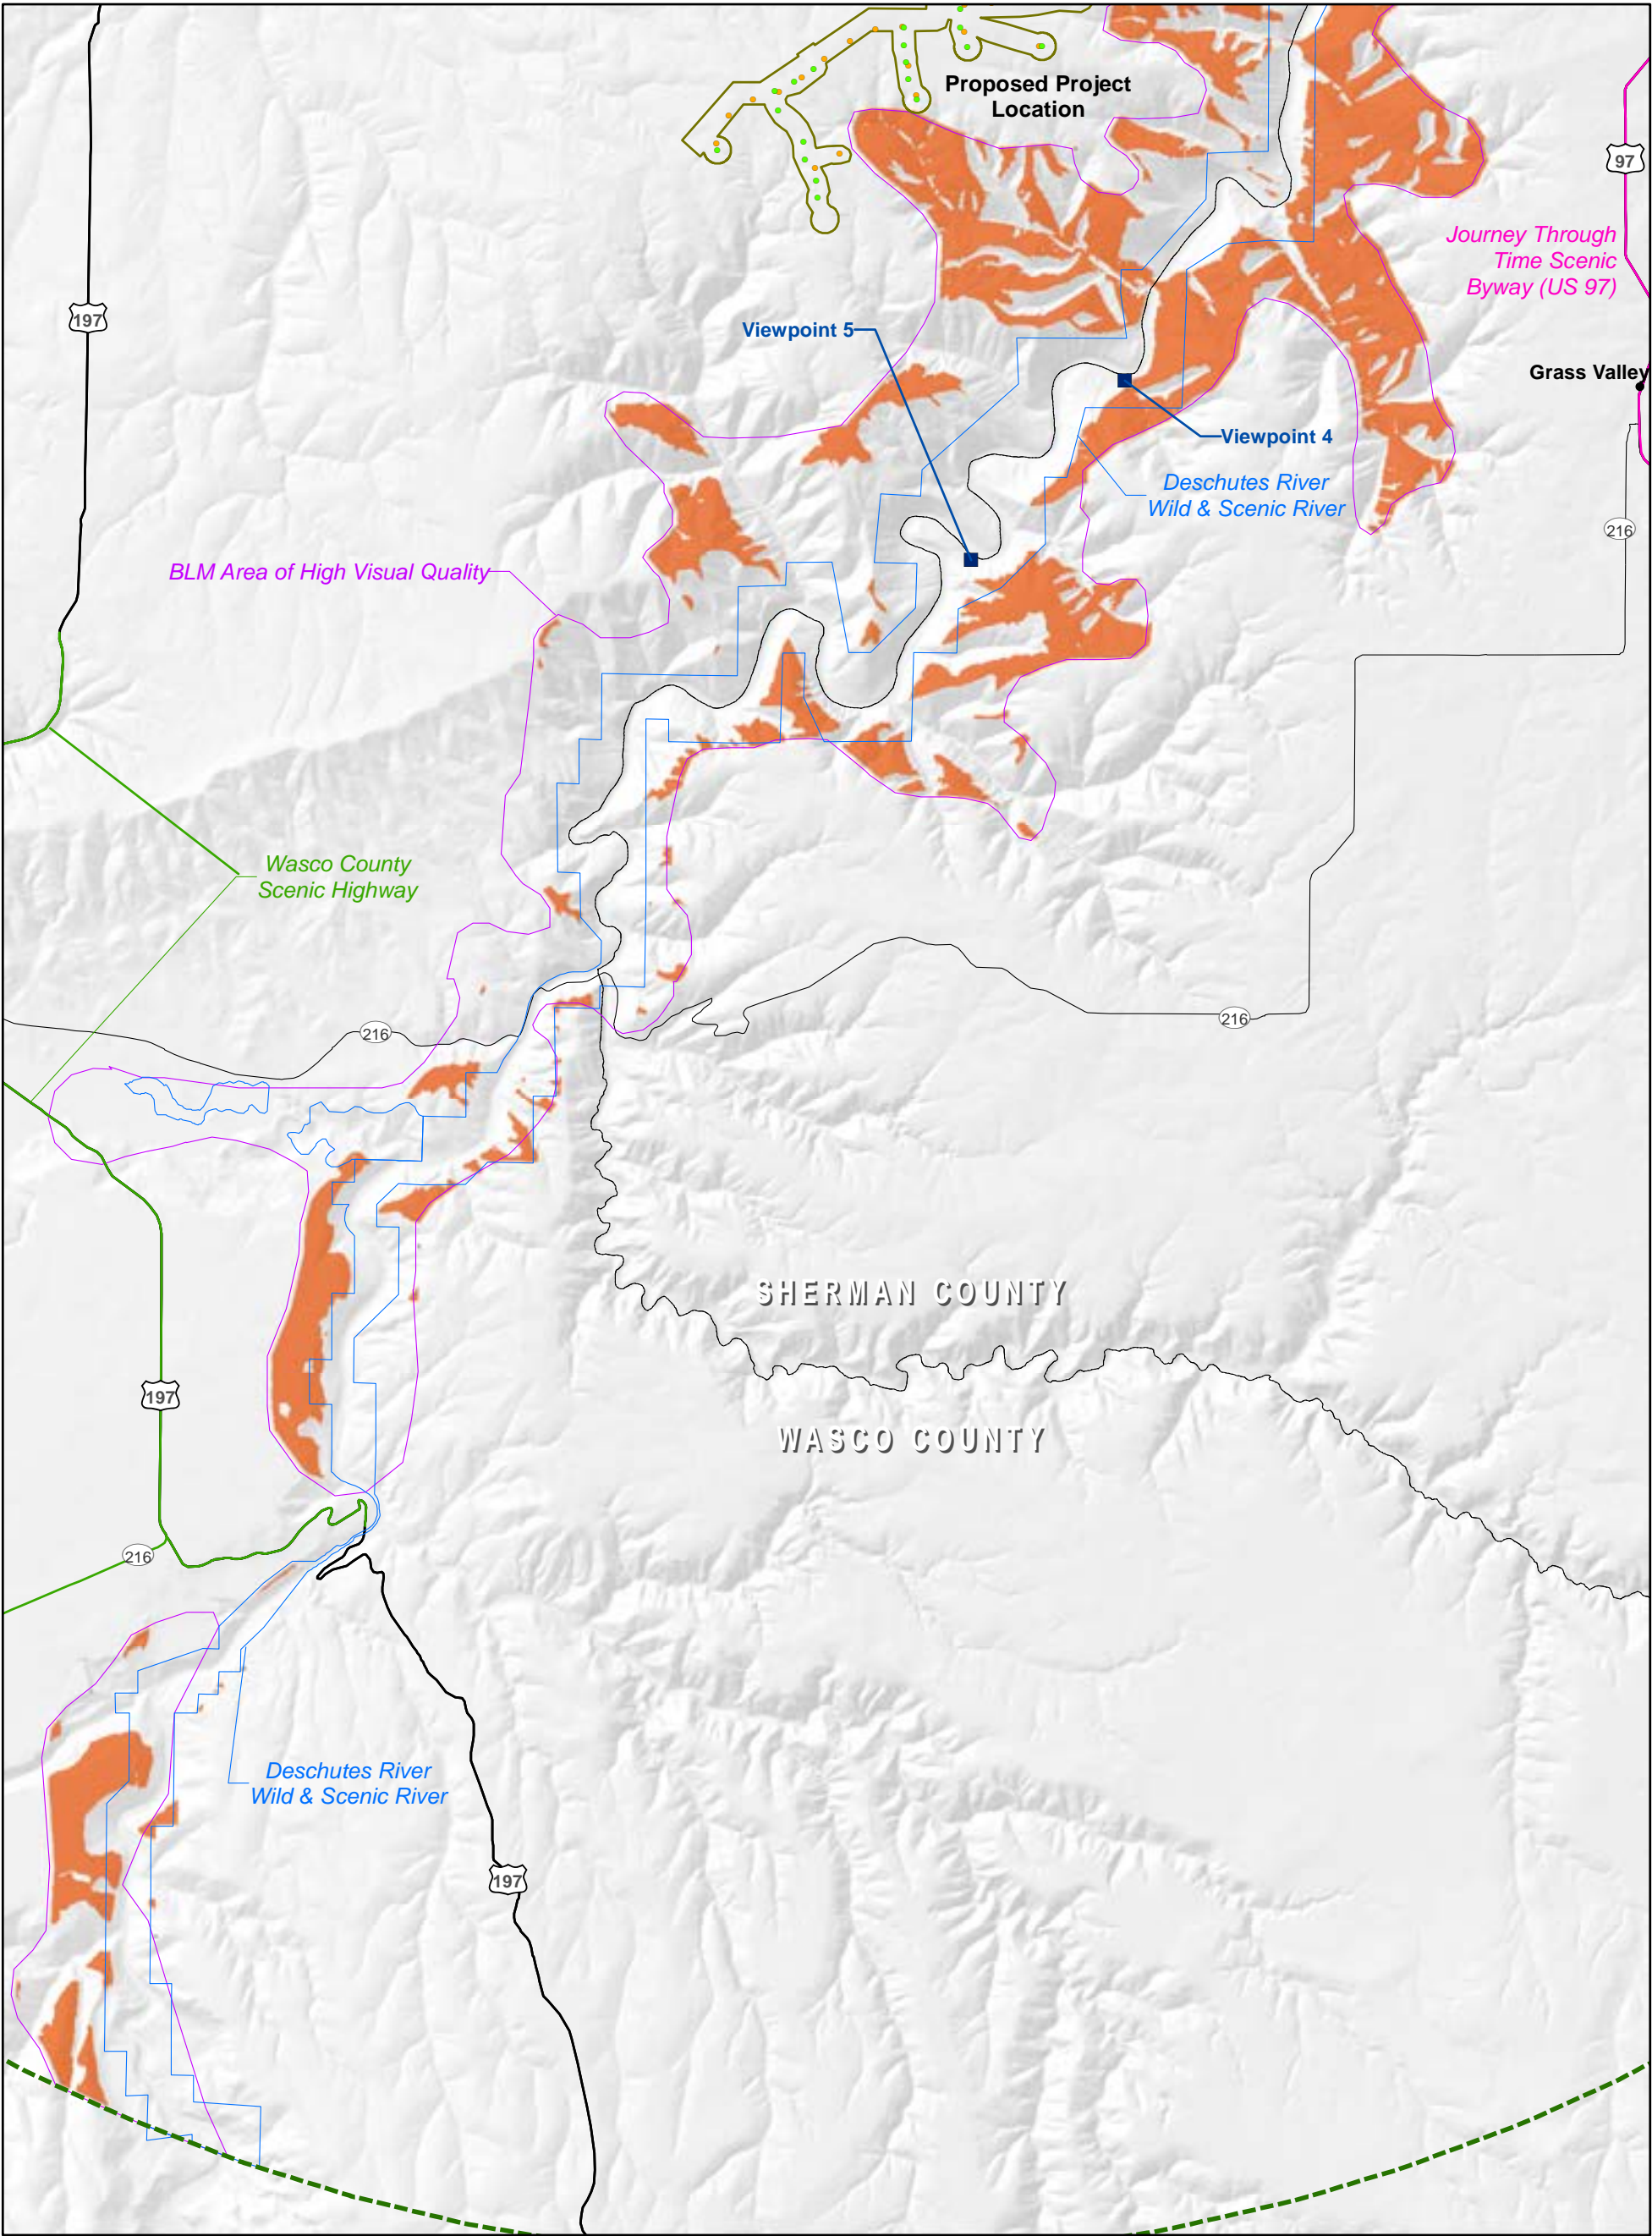 Proposed Project
Location
97
Journey Through
Time Scenic
Byway (US 97)
197
Viewpoint 5
Grass Valley
Viewpoint 4
Deschutes River
Wild & Scenic River
216
BLM Area of High Visual Quality
Wasco County
Scenic Highway
216
216
SHERMAN COUNTY
197
WASCO COUNTY
216
Deschutes River
Wild & Scenic River
197